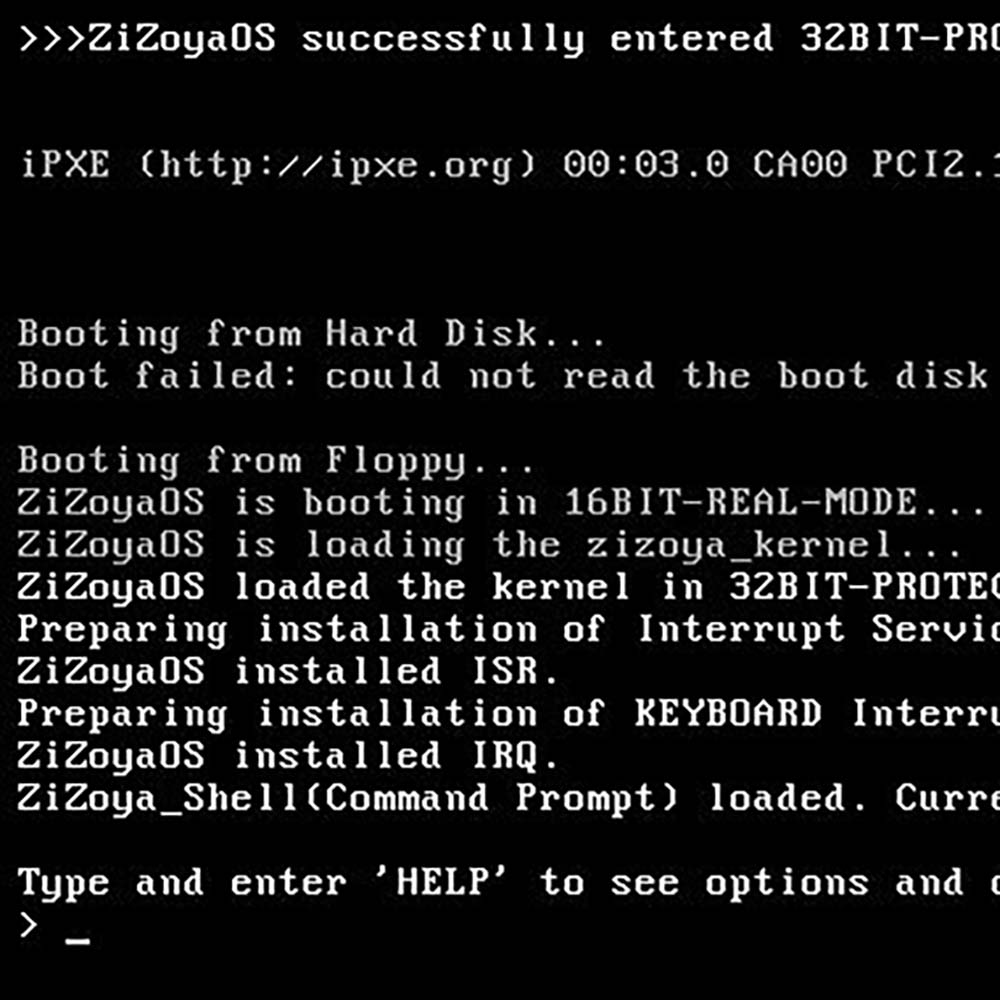 >>>ZiZoyaOS successfully entered 32BIT-PRO
iPXE (http://ipxe.org) 00:03.0 CA00 PCI2.1
Booting from Hard Disk...
Boot failed: could not read the boot disk
Booting from Floppy...
ZiZoyaOS is booting in 16BIT-REAL-MODE...
ZiZoyaOS is loading the zizoya_kernel...
ZiZoyaOS loaded the kernel in 32BIT-PROTEC
Preparing installation of Interrupt Servic
ZiZoyaOS installed ISR.
Preparing installation of KEYBOARD Interru
ZiZoyaOS installed IRQ.
ZiZoya_Shell(Command Prompt) loaded. Curre
Type and enter 'HELP' to see options and
> _